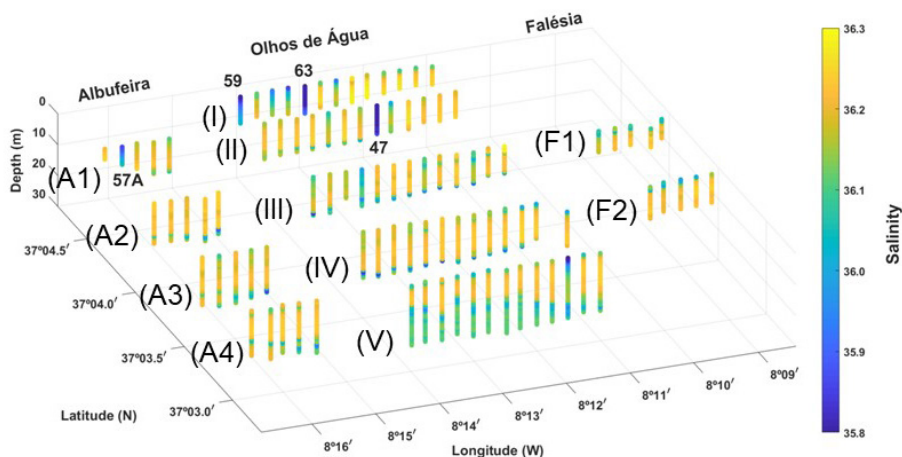 Albufeira
Olhos de Água
Falésia
59
63
47
57A
(I)
(II)
(III)
(IV)
(V)
(A1)
(A2)
(A3)
(A4)
(F1)
(F2)
Depth (m)
0
10
20
30
37º04.5′
37º04.0′
37º03.5′
37º03.0′
Latitude (N)
8º16′
8º15′
8º14′
8º13′
8º12′
8º11′
8º10′
8º09′
Longitude (W)
36.3
36.2
36.1
36.0
35.9
35.8
Salinity